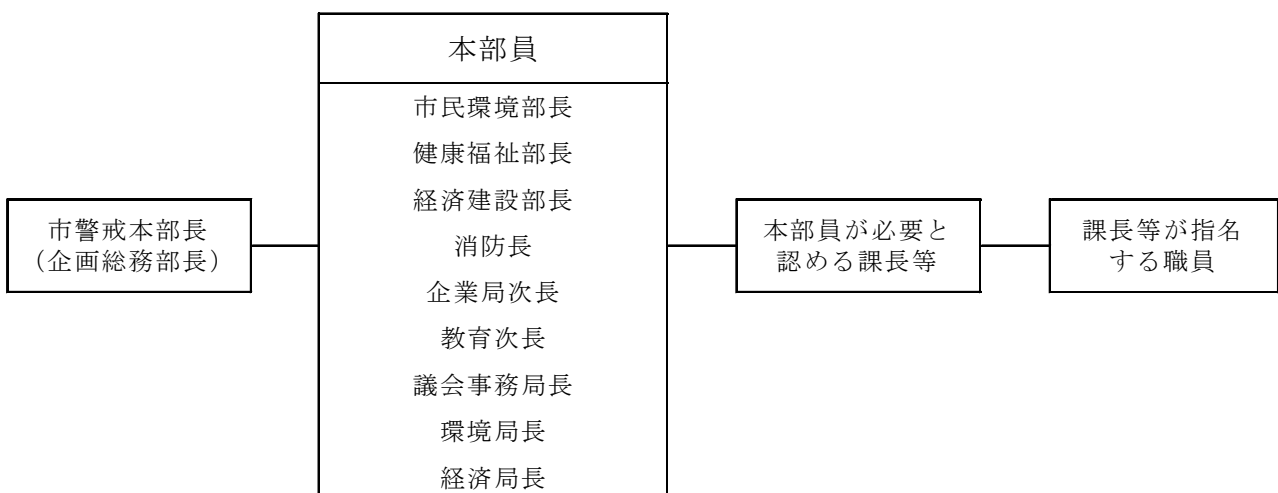 市警戒本部長
（企画総務部長）
本部員
市民環境部長
健康福祉部長
経済建設部長
消防長
企業局次長
教育次長
議会事務局長
環境局長
経済局長
本部員が必要と
認める課長等
課長等が指名
する職員